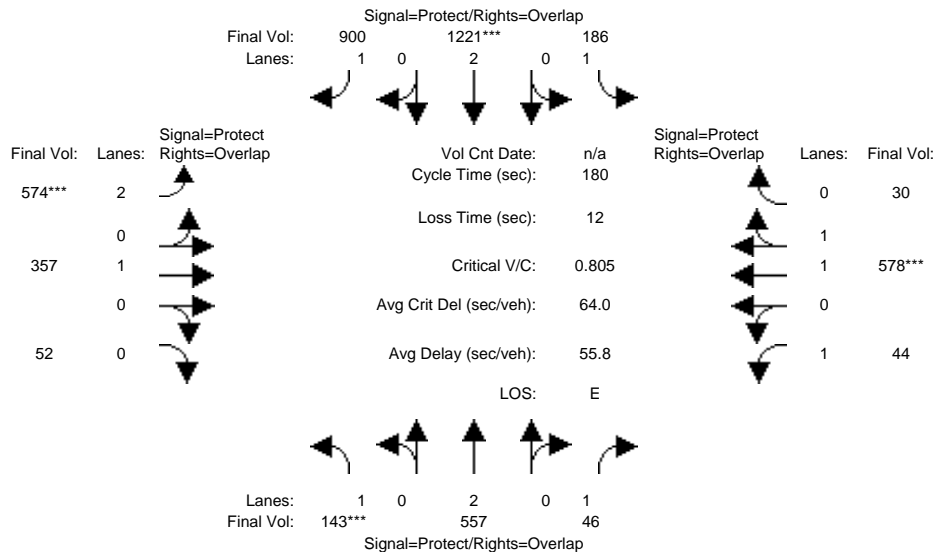 Signal=Protect/Rights=Overlap
Final Vol: 900 1221*** 186
Lanes: 1 0 2 0 1
Signal=Protect Signal=Protect
Final Vol: Lanes: Rights=Overlap Vol Cnt Date: n/a Rights=Overlap Lanes: Final Vol:
Cycle Time (sec): 180
574*** 2 0 30
Loss Time (sec): 12
0 1
357 1 Critical V/C: 0.805 1 578***
0 Avg Crit Del (sec/veh): 64.0 0
52 0 Avg Delay (sec/veh): 55.8 1 44
LOS: E
Lanes: 1 0 2 0 1
Final Vol: 143*** 557 46
Signal=Protect/Rights=Overlap